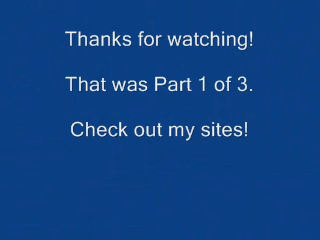 Thanks for watching!
That was Part 1 of 3.
Check out my sites!